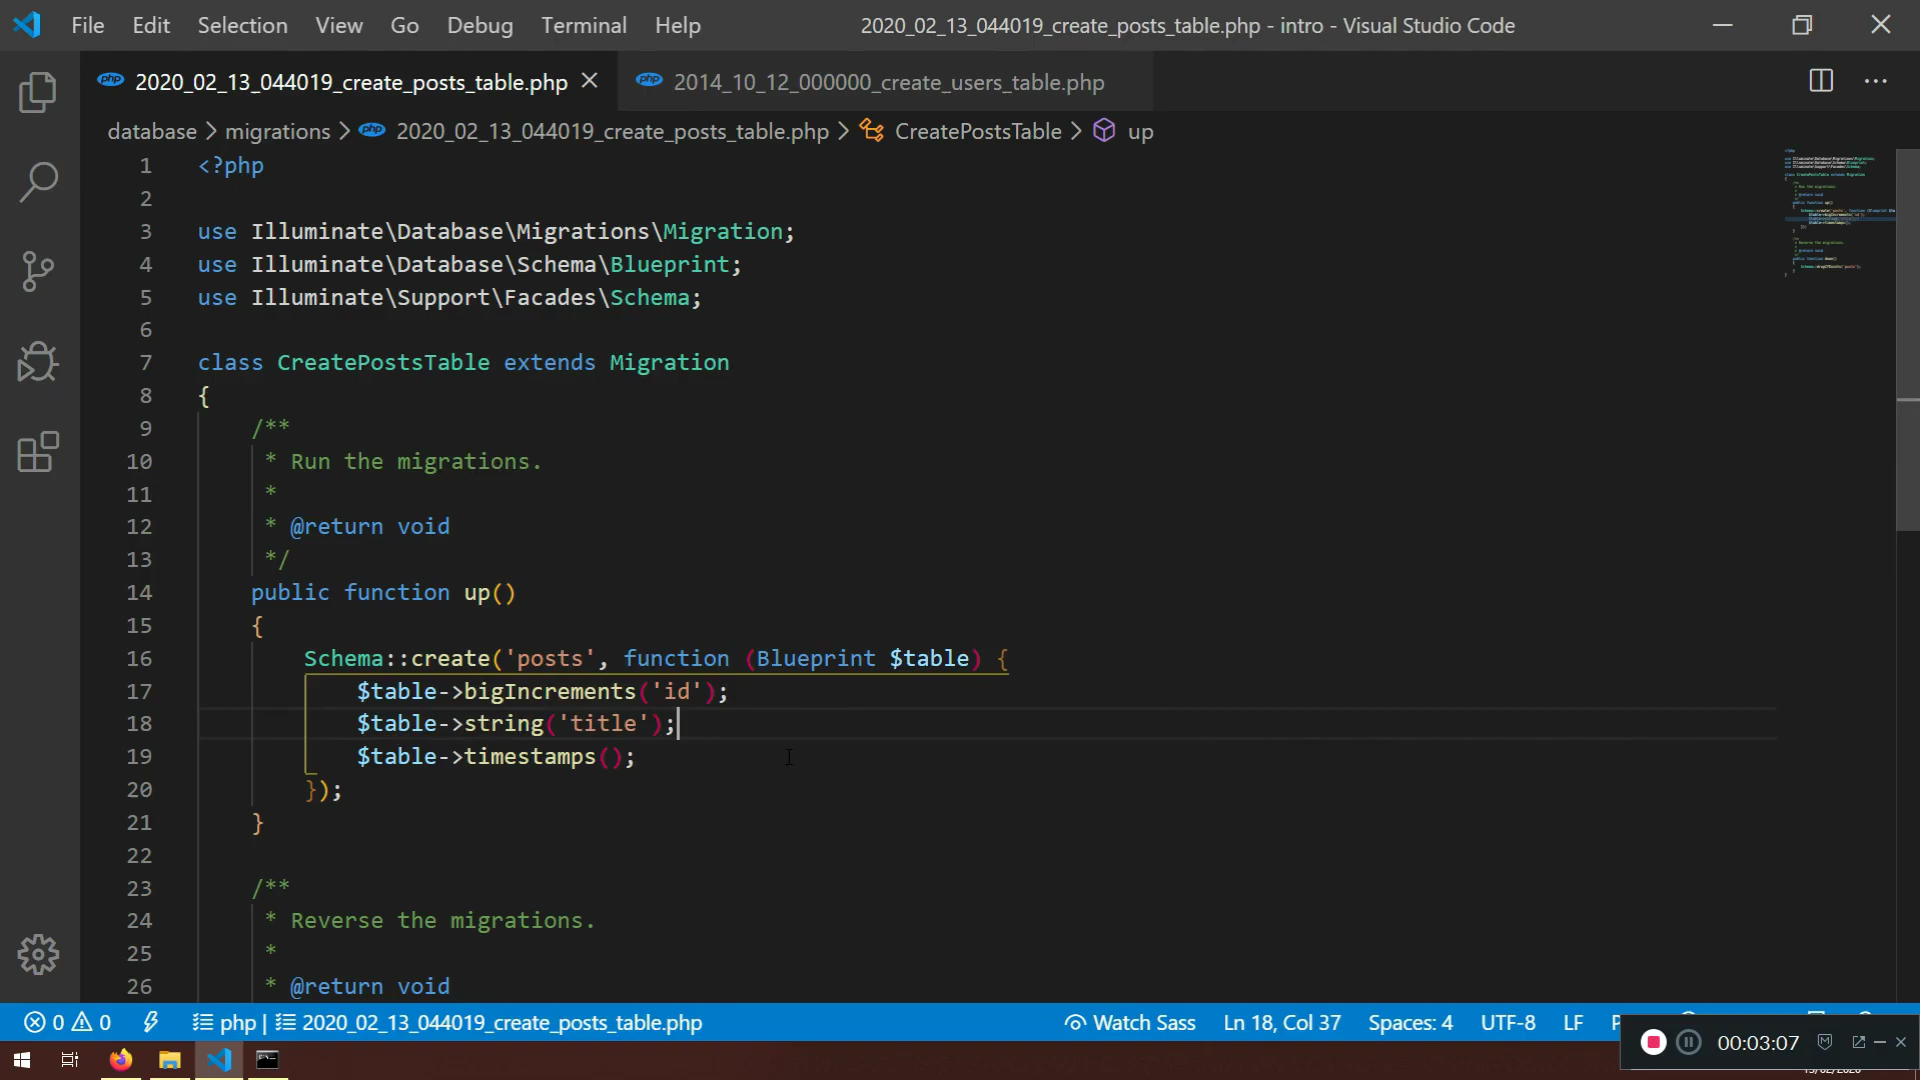 File Edit Selection View Go Debug Terminal Help 2020_02_13_044019_create_posts_table.php - intro - Visual Studio Code
php 2020_02_13_044019_create_posts_table.php php 2014_10_12_000000_create_users_table.php
database > migrations > php 2020_02_13_044019_create_posts_table.php > CreatePostsTable > up
1 <?php
2
3 use Illuminate\Database\Migrations\Migration;
4 use Illuminate\Database\Schema\Blueprint;
5 use Illuminate\Support\Facades\Schema;
6
7 class CreatePostsTable extends Migration
8 {
9 /**
10 * Run the migrations.
11 *
12 * @return void
13 */
14 public function up()
15 {
16 Schema::create('posts', function (Blueprint $table) {
17 $table->bigIncrements('id');
18 $table->string('title');
19 $table->timestamps();
20 });
21 }
22
23 /**
24 * Reverse the migrations.
25 *
26 * @return void
0 0 php | 2020_02_13_044019_create_posts_table.php Watch Sass Ln 18, Col 37 Spaces: 4 UTF-8 LF
00:03:07